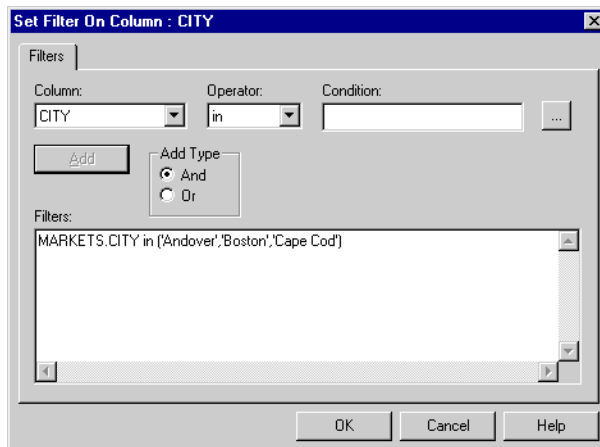 Set Filter On Column : CITY
Filters
Column: Operator: Condition:
CITY in ...
Add
Add Type
And
Or
Filters:
MARKETS.CITY in ('Andover','Boston','Cape Cod')
OK Cancel Help